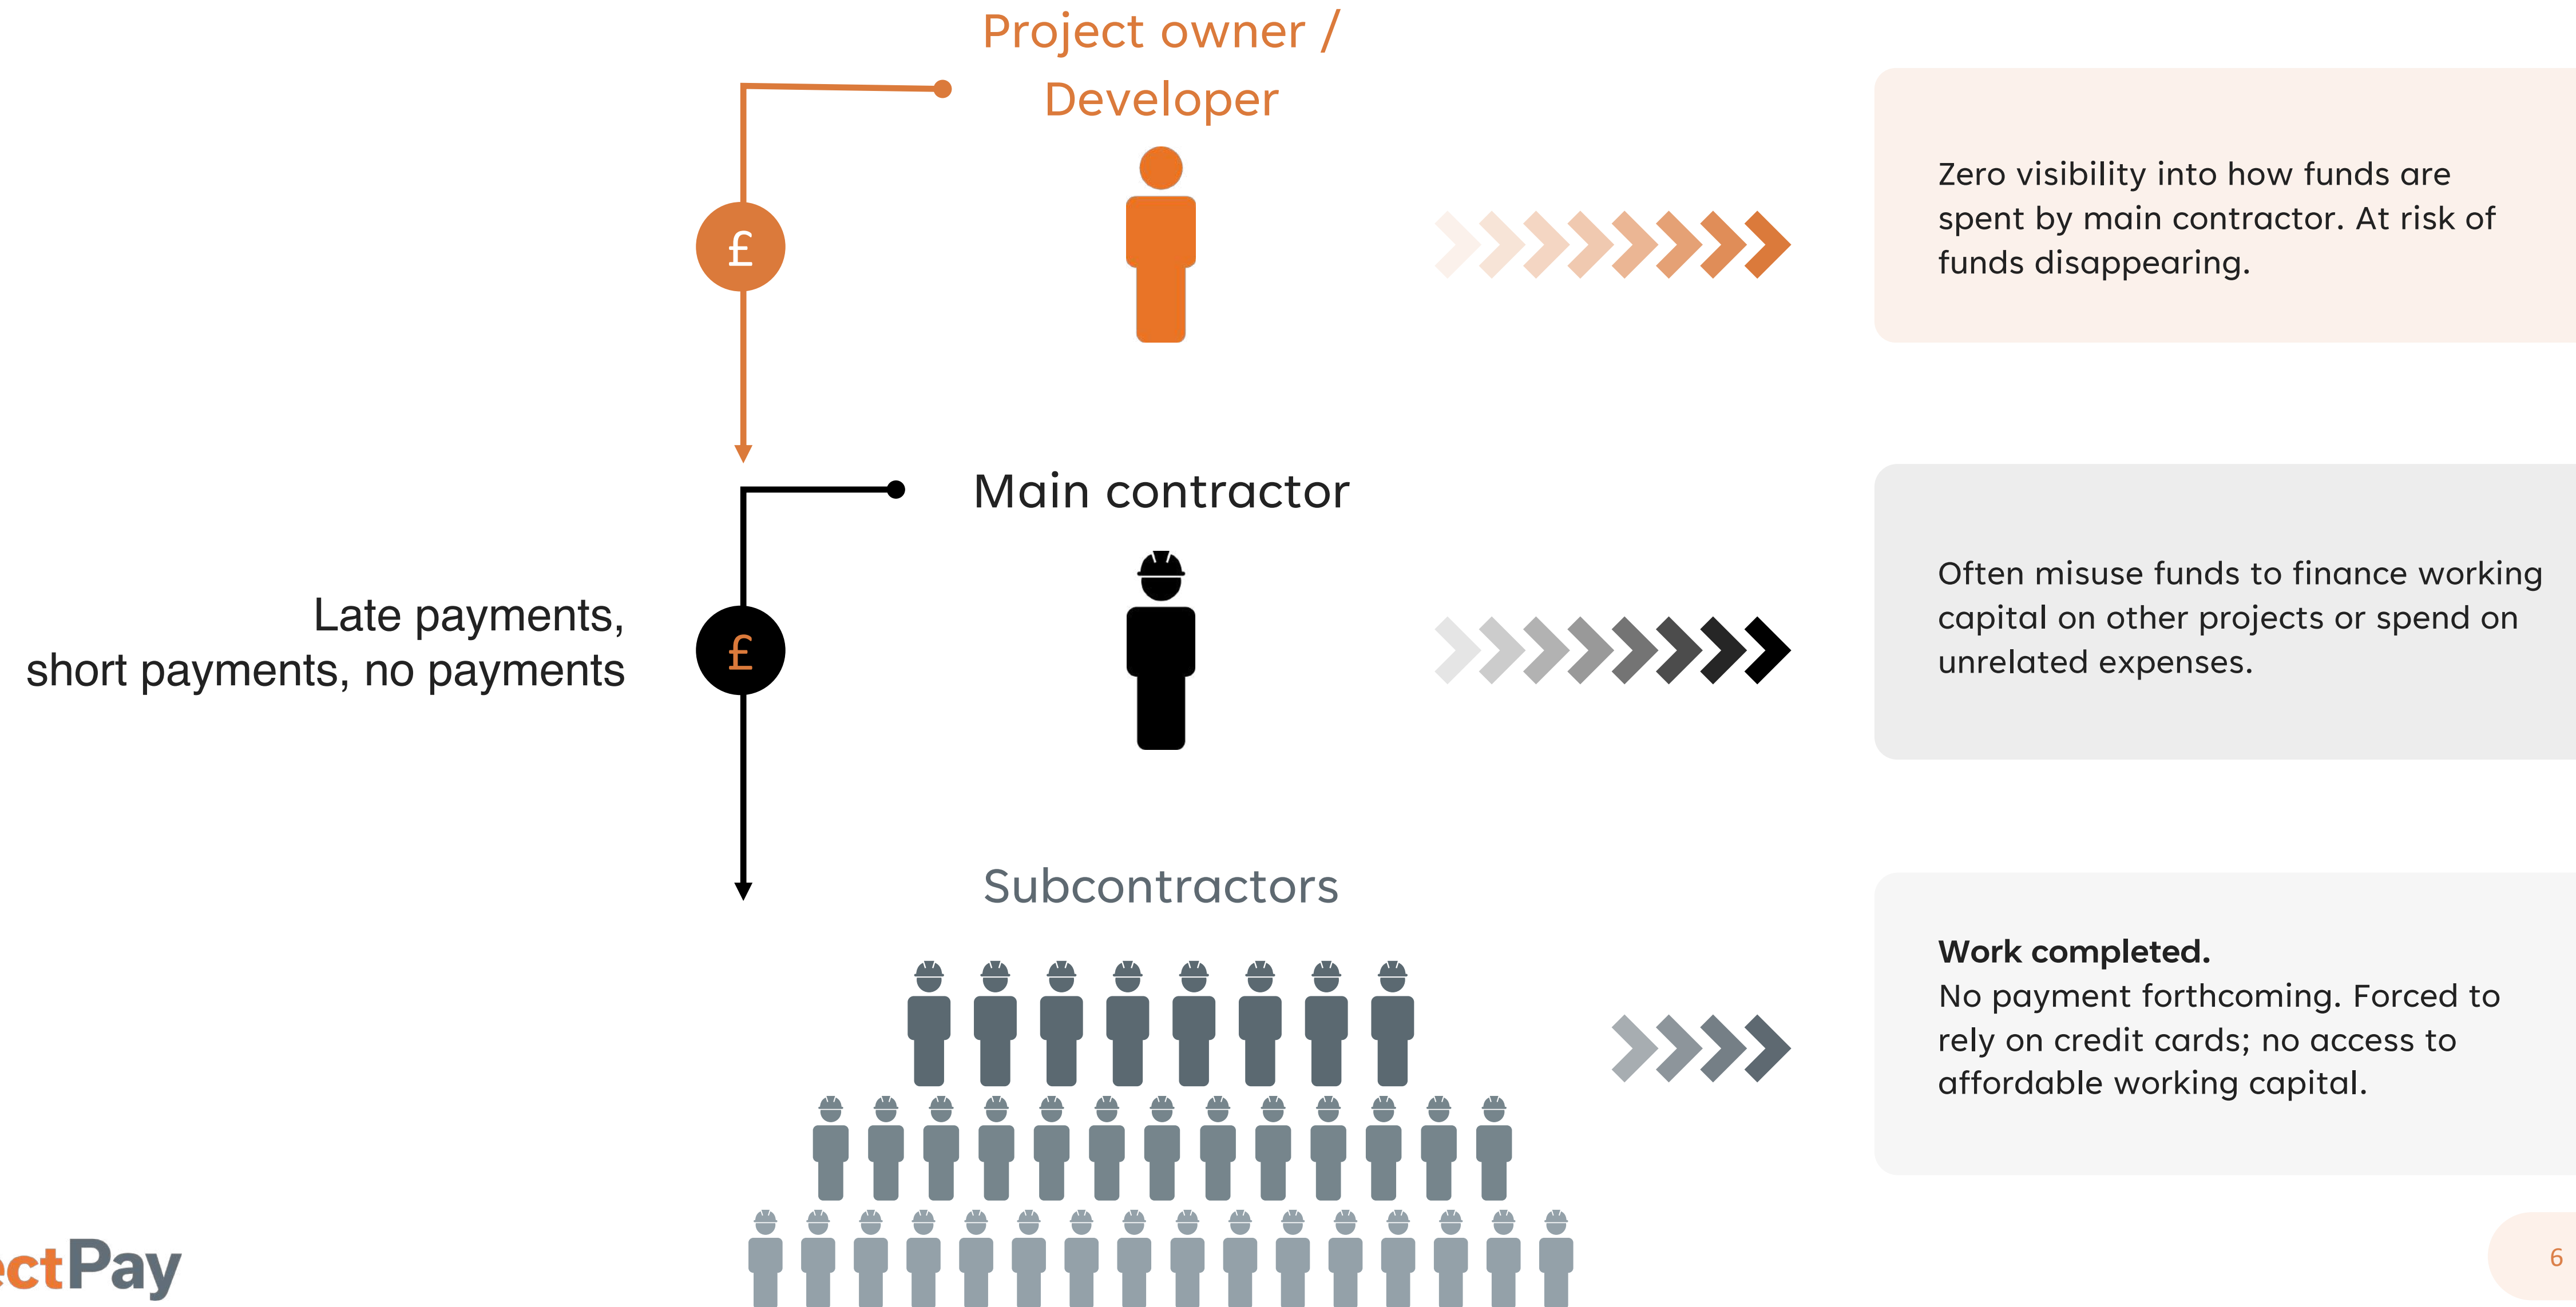 Project owner /
Developer
£
Zero visibility into how funds are
spent by main contractor. At risk of
funds disappearing.
Main contractor
Late payments,
short payments, no payments
£
Often misuse funds to finance working
capital on other projects or spend on
unrelated expenses.
Subcontractors
Work completed.
No payment forthcoming. Forced to
rely on credit cards; no access to
affordable working capital.
ectPay
6